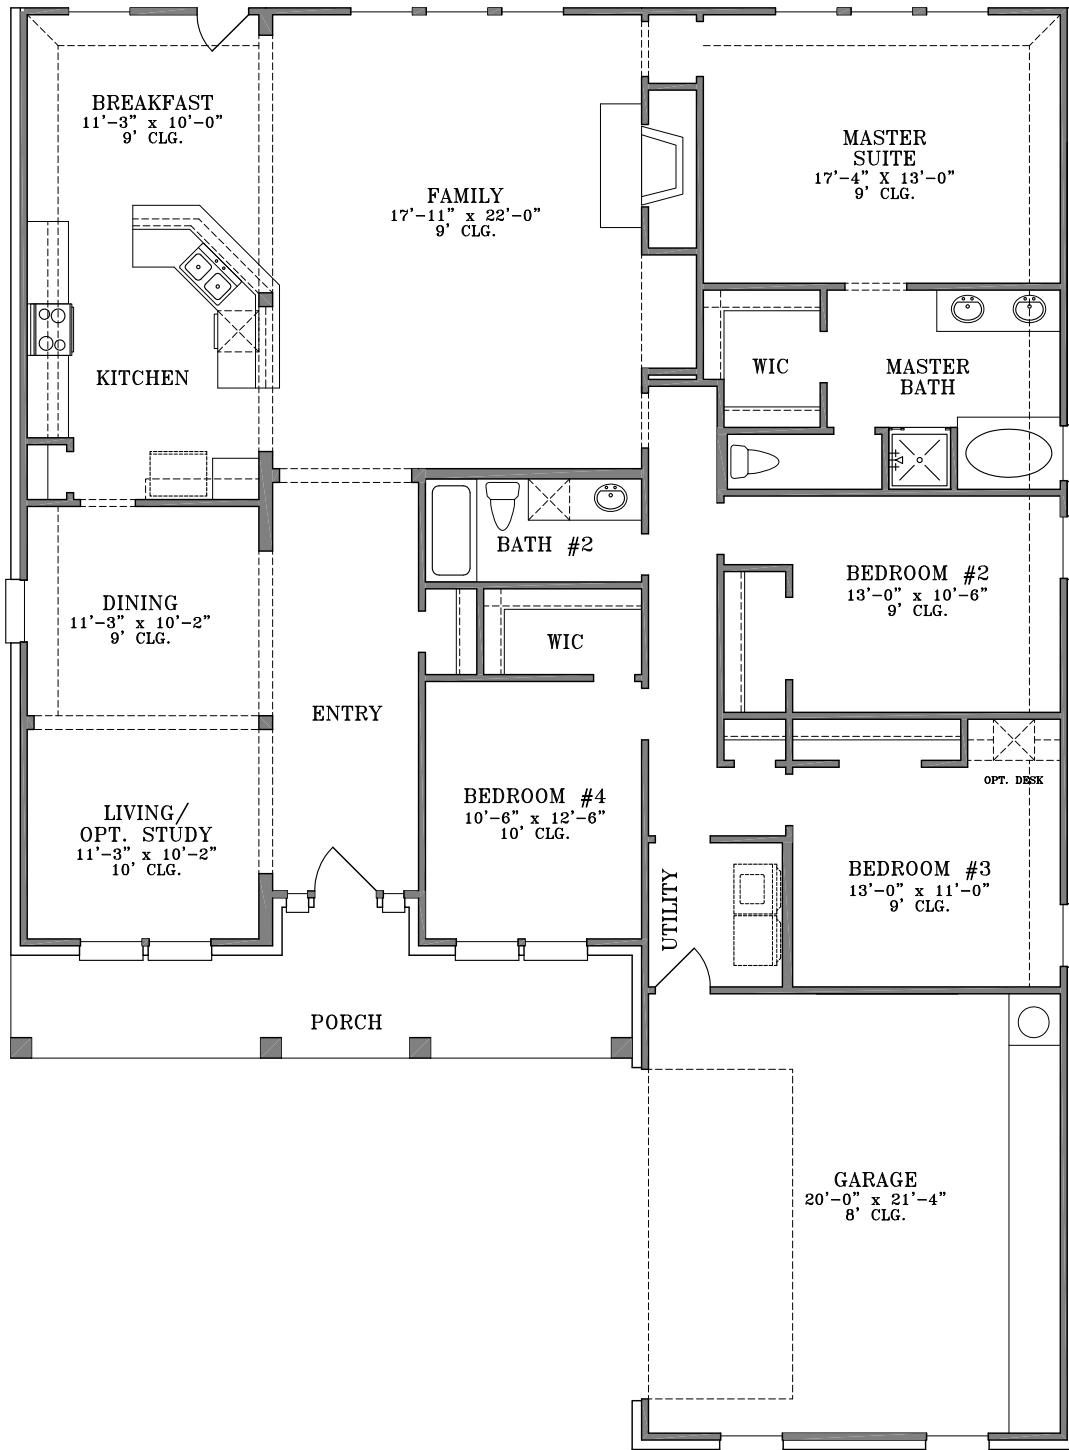 BREAKFAST
11'-3" x 10'-0"
9' CLG.
MASTER
SUITE
17'-4" X 13'-0"
9' CLG.
FAMILY
17'-11" x 22'-0"
9' CLG.
KITCHEN
WIC
MASTER
BATH
BATH #2
BEDROOM #2
13'-0" x 10'-6"
9' CLG.
DINING
11'-3" x 10'-2"
9' CLG.
WIC
ENTRY
OPT. DESK
BEDROOM #4
10'-6" x 12'-6"
10' CLG.
LIVING/
OPT. STUDY
11'-3" x 10'-2"
10' CLG.
BEDROOM #3
13'-0" x 11'-0"
9' CLG.
UTILITY
PORCH
GARAGE
20'-0" x 21'-4"
8' CLG.